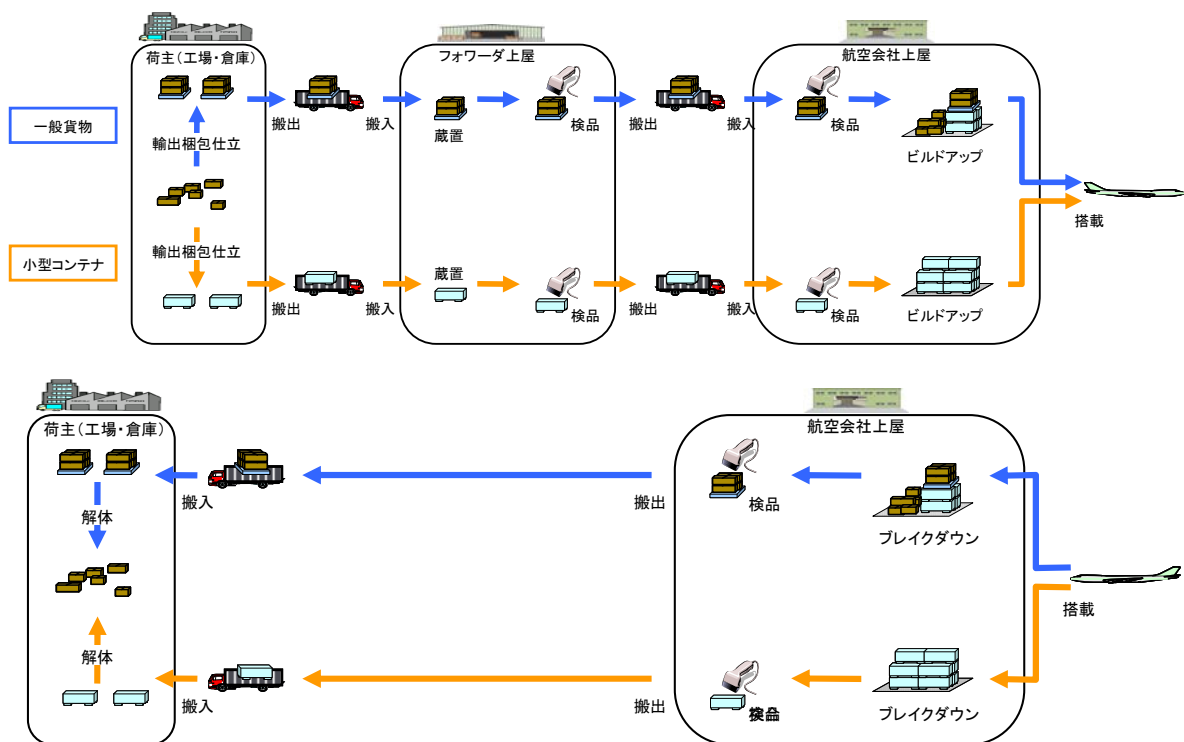 荷主(工場・倉庫)
フォワーダ上屋
航空会社上屋
一般貨物
輸出梱包仕立
搬出
搬入
蔵置
検品
搬出
搬入
検品
ビルドアップ
搭載
小型コンテナ
輸出梱包仕立
搬出
搬入
蔵置
検品
搬出
搬入
検品
ビルドアップ
荷主(工場・倉庫)
航空会社上屋
解体
搬入
搬出
検品
ブレイクダウン
搭載
解体
搬入
搬出
ブレイクダウン